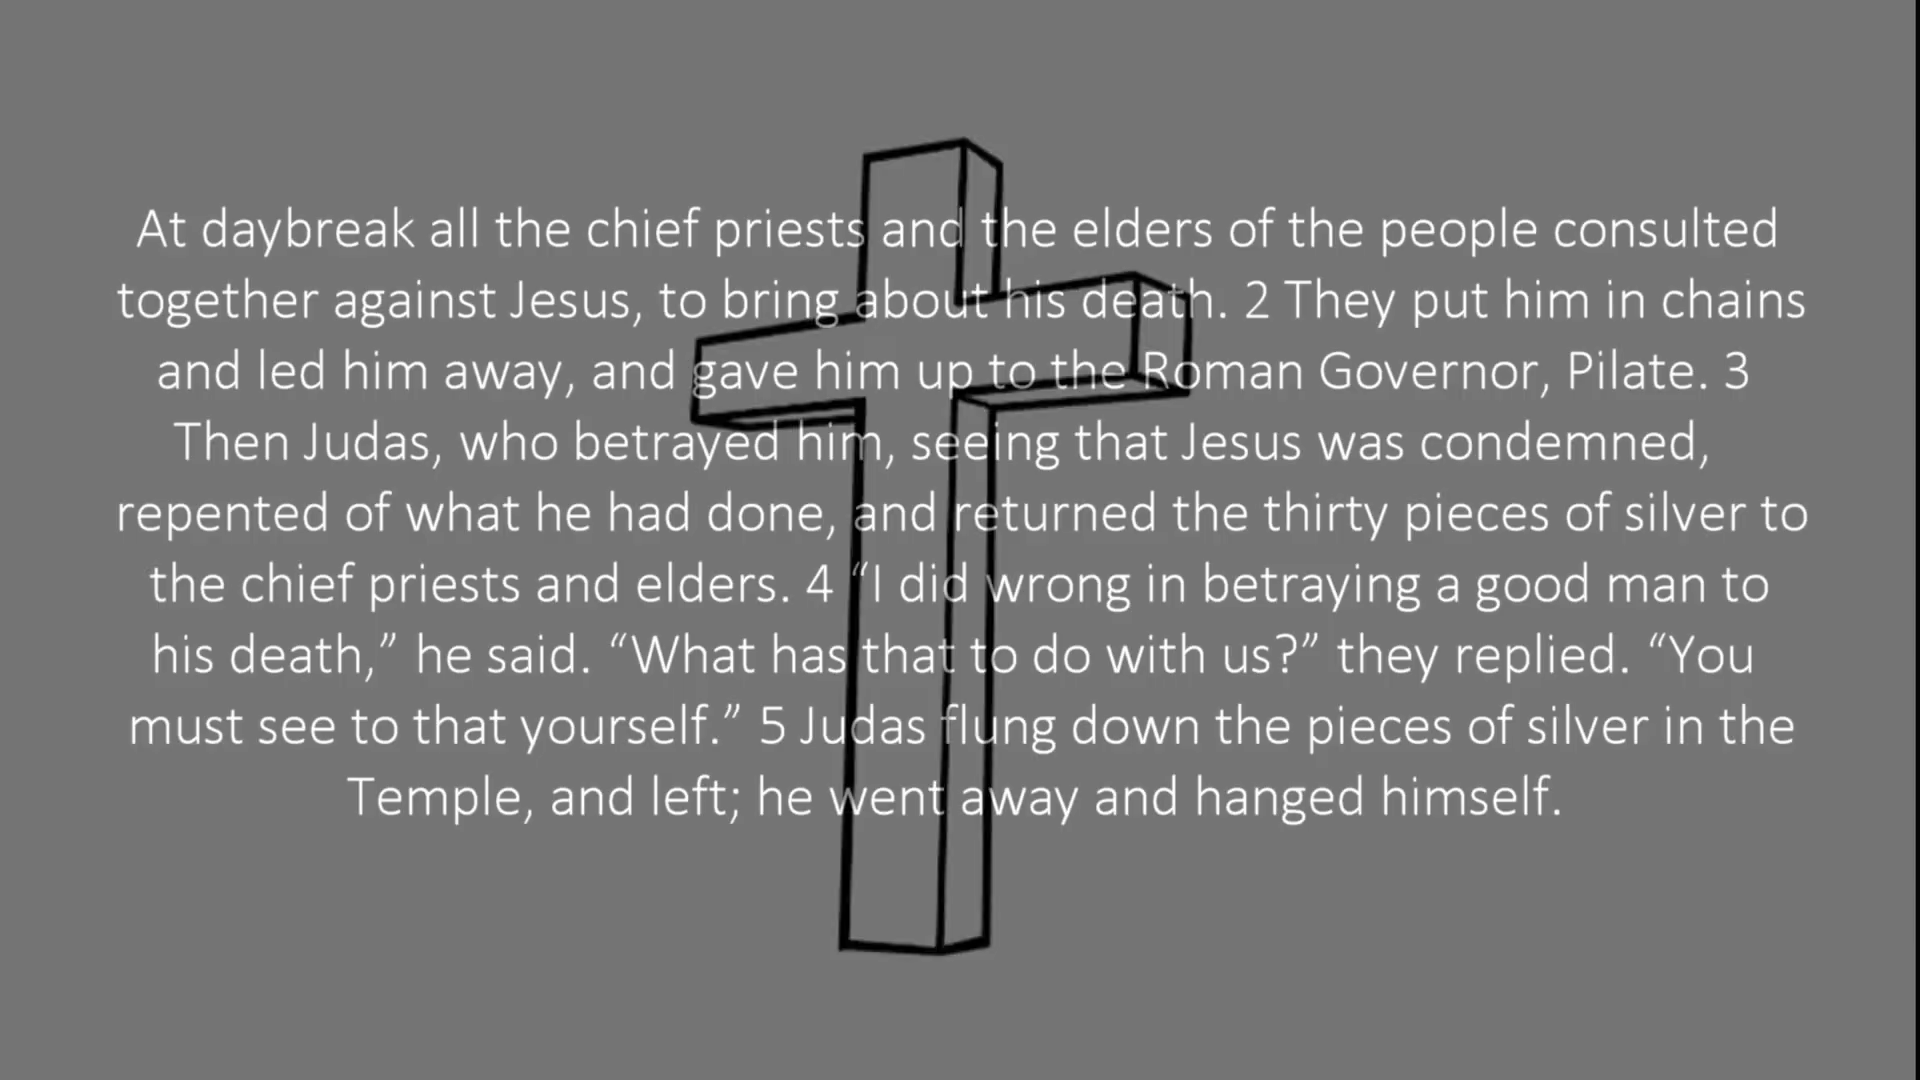 At daybreak all the chief priests and the elders of the people consulted
together against Jesus, to bring about his death. 2 They put him in chains
and led him away, and gave him up to the Roman Governor, Pilate. 3
Then Judas, who betrayed him, seeing that Jesus was condemned,
repented of what he had done, and returned the thirty pieces of silver to
the chief priests and elders. 4 “I did wrong in betraying a good man to
his death,” he said. “What has that to do with us?” they replied. “You
must see to that yourself.” 5 Judas flung down the pieces of silver in the
Temple, and left; he went away and hanged himself.